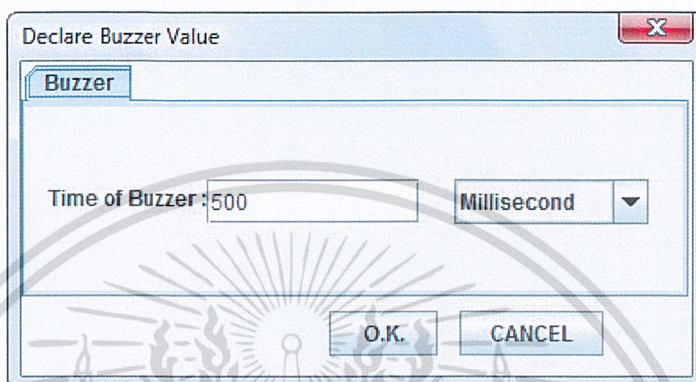 Declare Buzzer Value
Buzzer
Time of Buzzer : 500 Millisecond
O.K. CANCEL